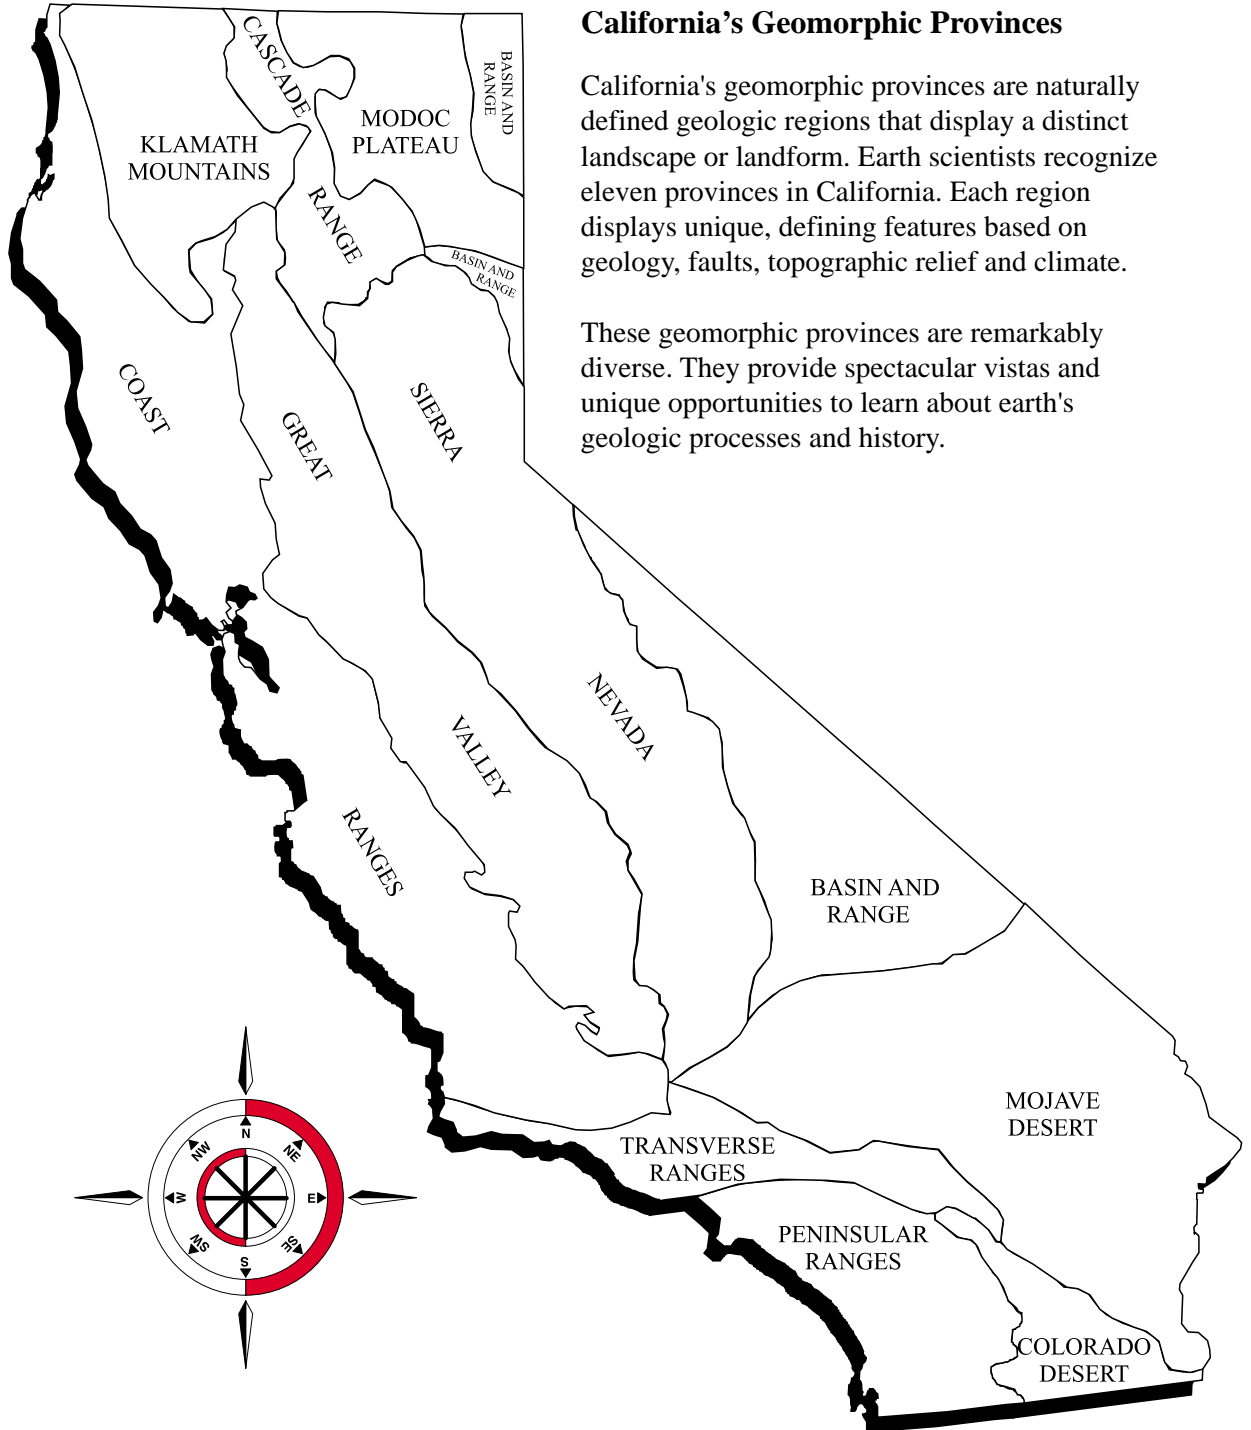 California’s Geomorphic Provinces
California's geomorphic provinces are naturally
defined geologic regions that display a distinct
landscape or landform. Earth scientists recognize
eleven provinces in California. Each region
displays unique, defining features based on
geology, faults, topographic relief and climate.
These geomorphic provinces are remarkably
diverse. They provide spectacular vistas and
unique opportunities to learn about earth's
geologic processes and history.
KLAMATH
MOUNTAINS
CASCADE
RANGE
MODOC
PLATEAU
BASIN AND
RANGE
BASIN AND
RANGE
COAST
RANGES
GREAT
VALLEY
SIERRA
NEVADA
BASIN AND
RANGE
MOJAVE
DESERT
TRANSVERSE
RANGES
PENINSULAR
RANGES
COLORADO
DESERT
N
NE
E
SE
S
SW
W
NW